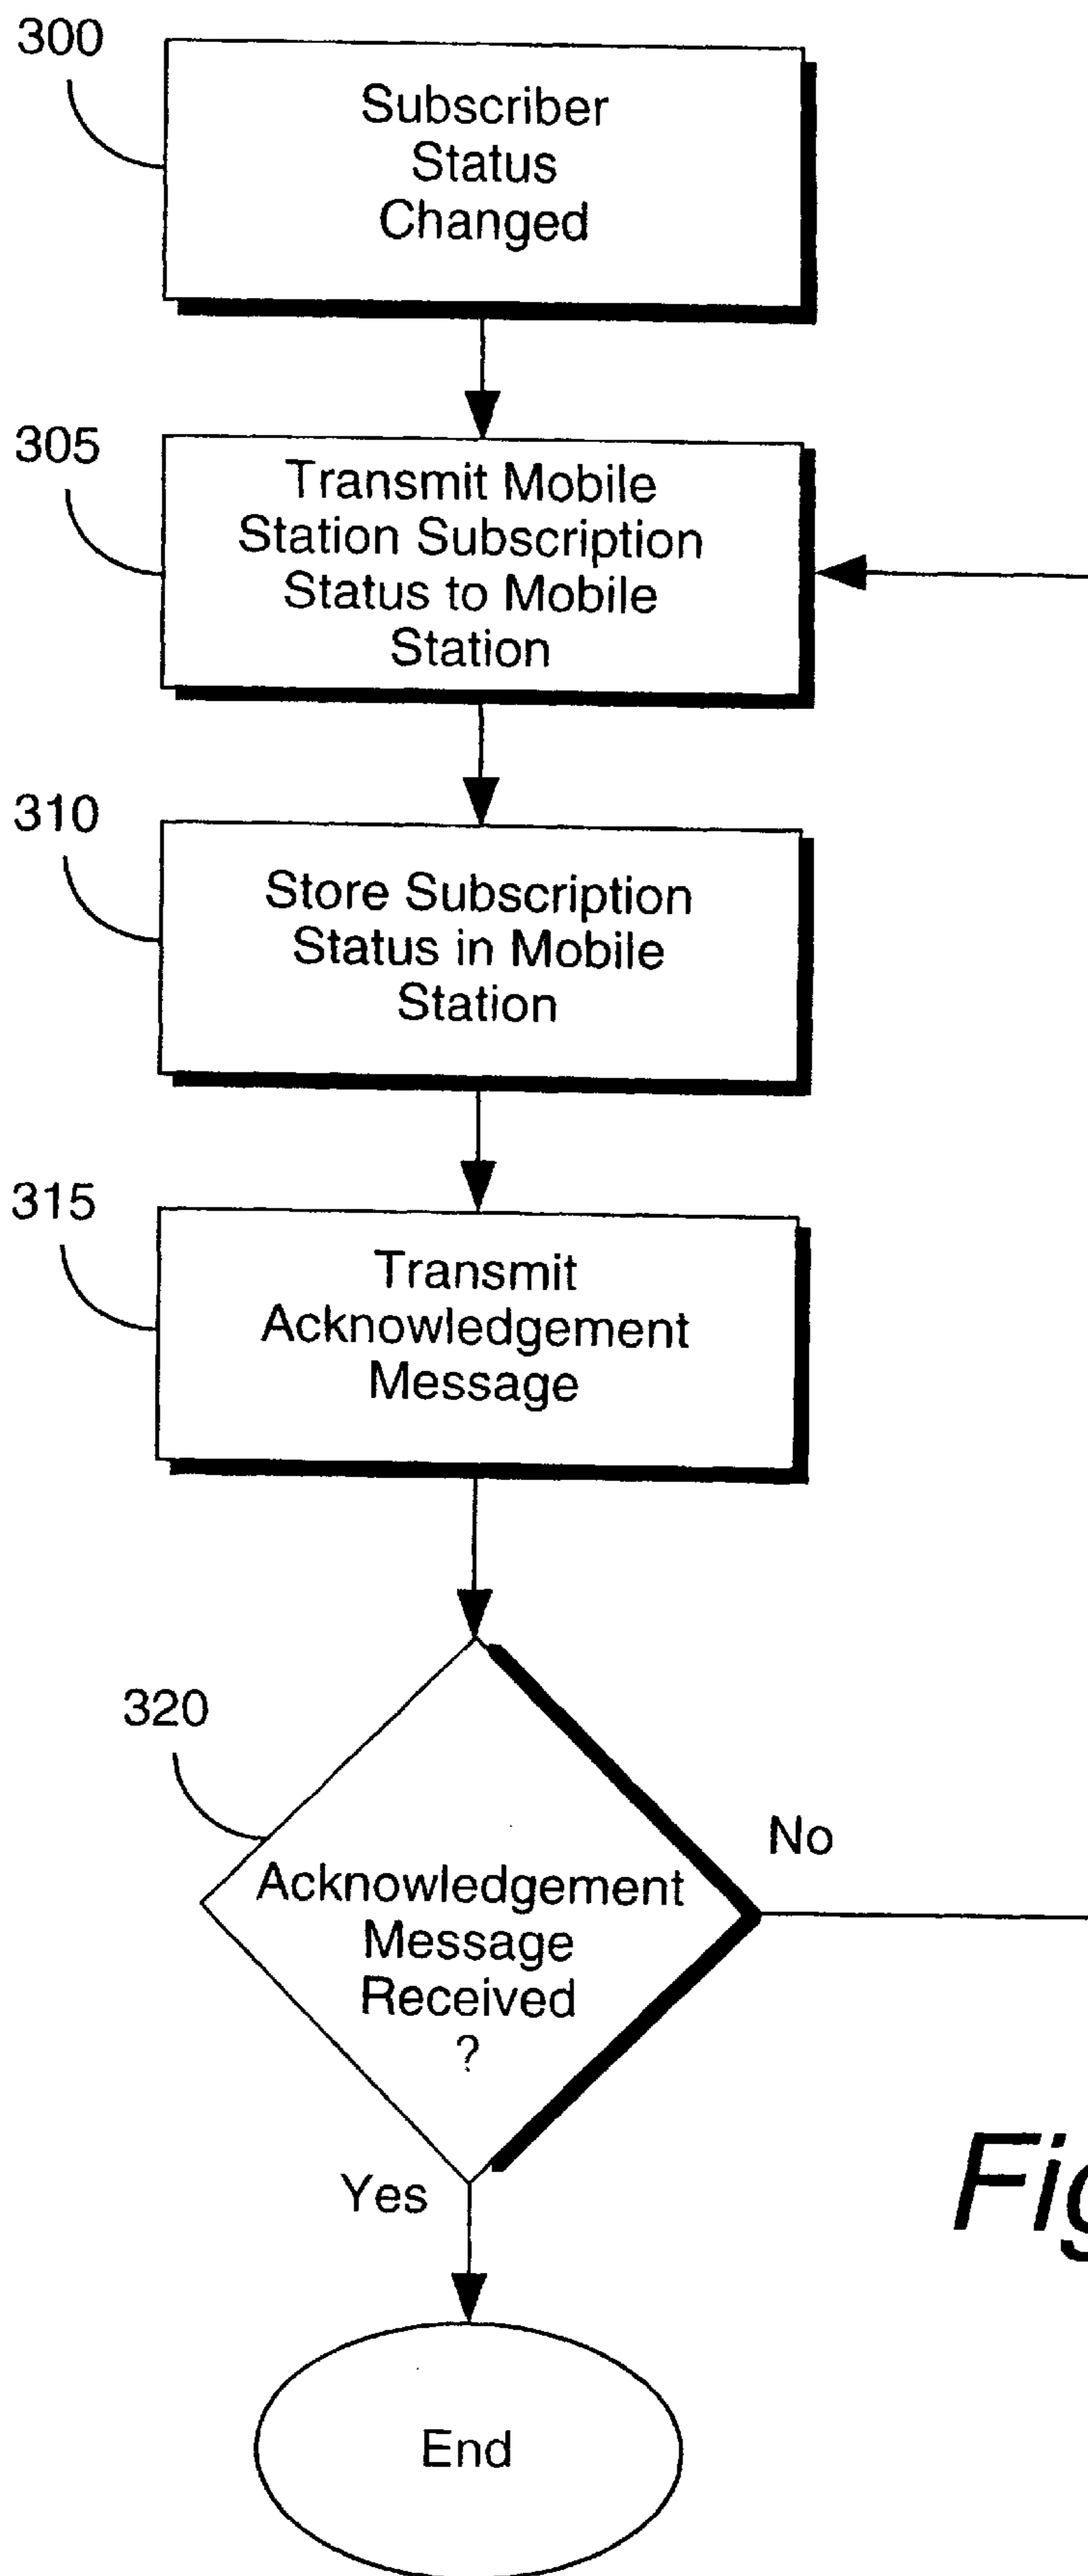 300
Subscriber
Status
Changed
305
Transmit Mobile
Station Subscription
Status to Mobile
Station
310
Store Subscription
Status in Mobile
Station
315
Transmit
Acknowledgement
Message
320
Acknowledgement
Message
Received
?
No
Yes
End